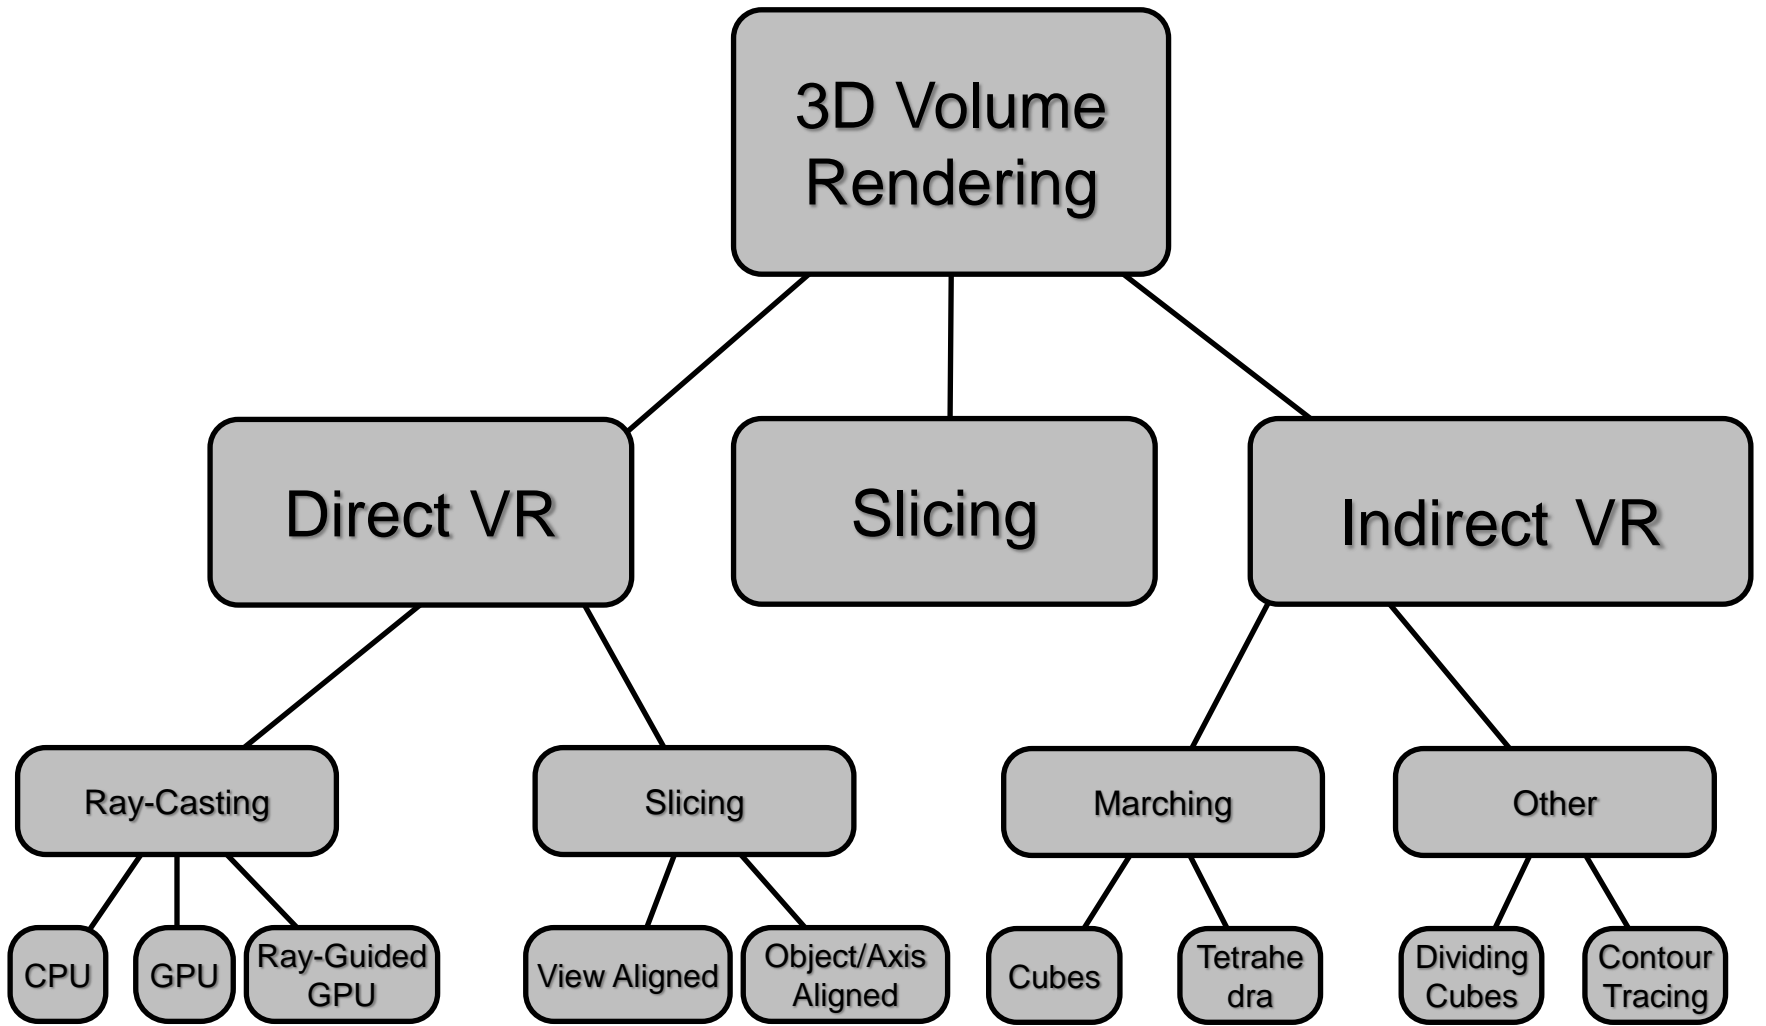 3D Volume
Rendering
Direct VR
Slicing
Indirect VR
Ray-Casting
Slicing
Marching
Other
CPU
GPU
Ray-Guided
GPU
View Aligned
Object/Axis
Aligned
Cubes
Tetrahe
dra
Dividing
Cubes
Contour
Tracing